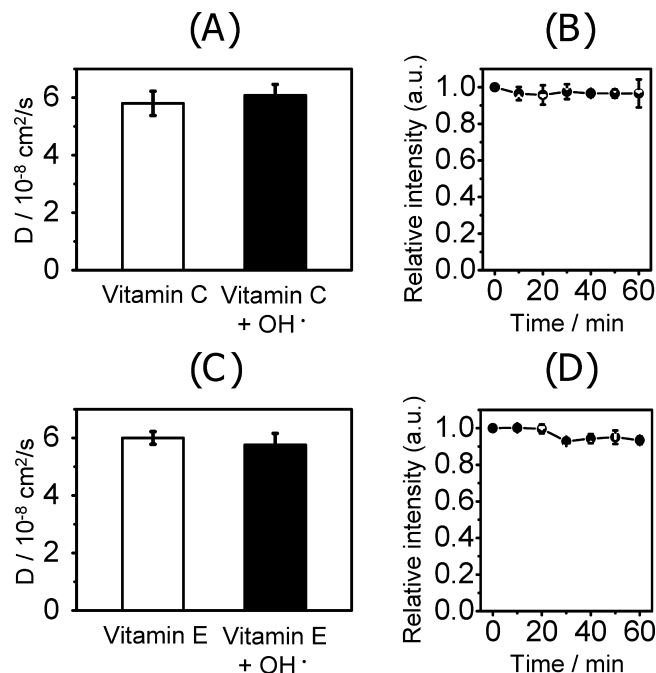 (A)
D / 10⁻⁸ cm²/s
6
4
2
0
Vitamin C
Vitamin C
+ OH·
(B)
Relative intensity (a.u.)
1.0
0.8
0.6
0.4
0.2
0.0
0 20 40 60
Time / min
(C)
D / 10⁻⁸ cm²/s
6
4
2
0
Vitamin E
Vitamin E
+ OH·
(D)
Relative intensity (a.u.)
1.0
0.8
0.6
0.4
0.2
0.0
0 20 40 60
Time / min